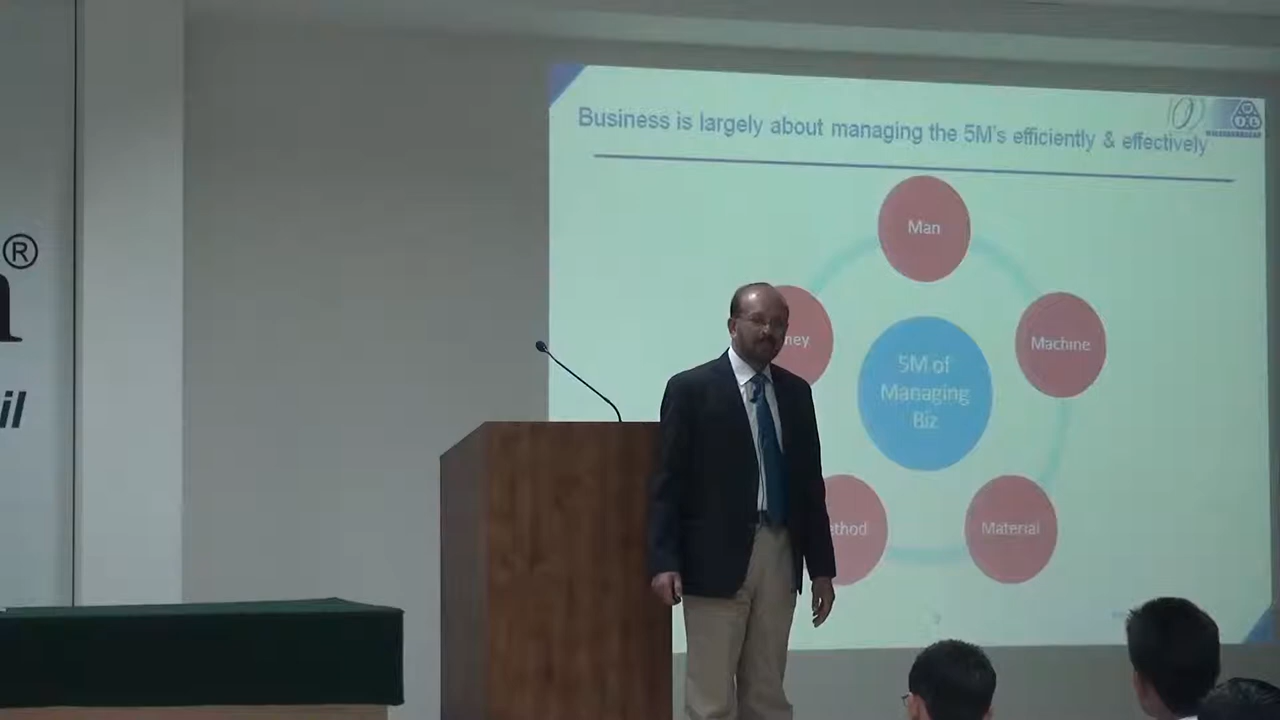 Business is largely about managing the 5M's efficiently & effectively
Man
ney
Machine
5M of
Managing
Biz
ethod
Material
®
il